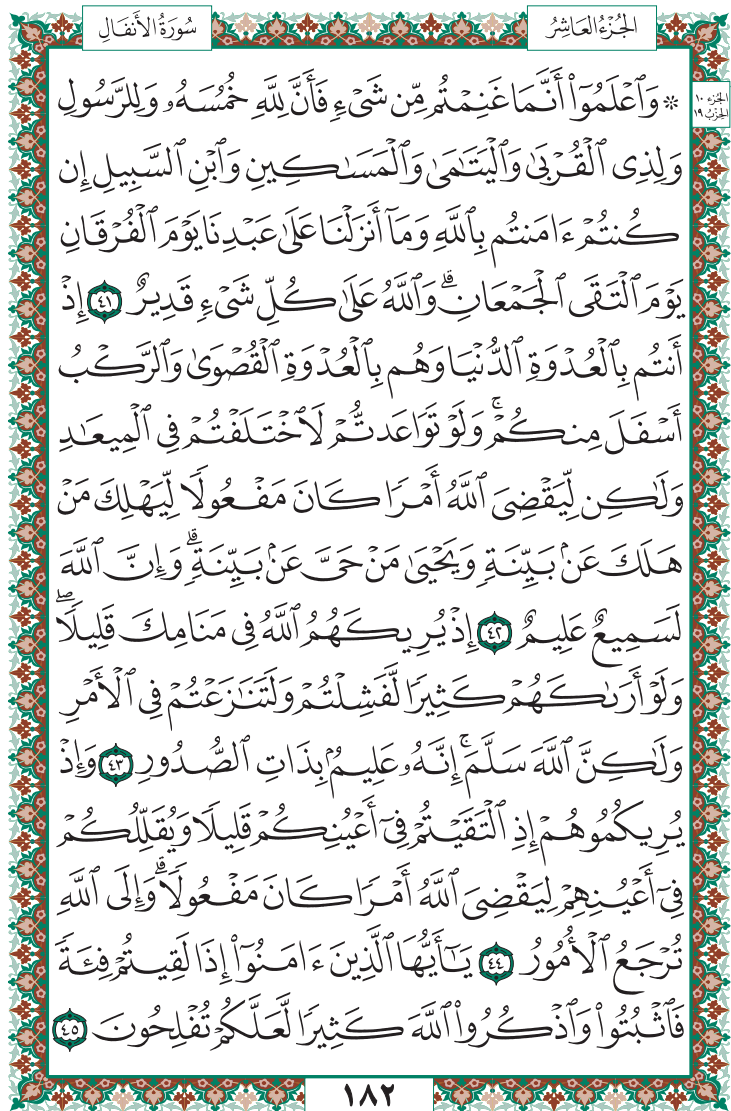 الجُزْءُ العَاشِرُ
سُورَةُ الأَنفَالِ
الجُزْءُ ١٠
الحِزْبُ ١٩
۞ وَٱعْلَمُوٓا۟ أَنَّمَا غَنِمْتُم مِّن شَىْءٍ فَأَنَّ لِلَّهِ خُمُسَهُۥ وَلِلرَّسُولِ
وَلِذِى ٱلْقُرْبَىٰ وَٱلْيَتَـٰمَىٰ وَٱلْمَسَـٰكِينِ وَٱبْنِ ٱلسَّبِيلِ إِن
كُنتُمْ ءَامَنتُم بِٱللَّهِ وَمَآ أَنزَلْنَا عَلَىٰ عَبْدِنَا يَوْمَ ٱلْفُرْقَانِ
يَوْمَ ٱلْتَقَى ٱلْجَمْعَانِ ۗ وَٱللَّهُ عَلَىٰ كُلِّ شَىْءٍ قَدِيرٌ ٤١ إِذْ
أَنتُم بِٱلْعُدْوَةِ ٱلدُّنْيَا وَهُم بِٱلْعُدْوَةِ ٱلْقُصْوَىٰ وَٱلرَّكْبُ
أَسْفَلَ مِنكُمْ ۚ وَلَوْ تَوَاعَدتُّمْ لَٱخْتَلَفْتُمْ فِى ٱلْمِيعَـٰدِ
وَلَـٰكِن لِّيَقْضِىَ ٱللَّهُ أَمْرًا كَانَ مَفْعُولًا لِّيَهْلِكَ مَنْ
هَلَكَ عَنۢ بَيِّنَةٍ وَيَحْيَىٰ مَنْ حَىَّ عَنۢ بَيِّنَةٍ ۗ وَإِنَّ ٱللَّهَ
لَسَمِيعٌ عَلِيمٌ ٤٢ إِذْ يُرِيكَهُمُ ٱللَّهُ فِى مَنَامِكَ قَلِيلًا ۖ
وَلَوْ أَرَىٰكَهُمْ كَثِيرًا لَّفَشِلْتُمْ وَلَتَنَـٰزَعْتُمْ فِى ٱلْأَمْرِ
وَلَـٰكِنَّ ٱللَّهَ سَلَّمَ ۚ إِنَّهُۥ عَلِيمٌۢ بِذَاتِ ٱلصُّدُورِ ٤٣ وَإِذْ
يُرِيكُمُوهُمْ إِذِ ٱلْتَقَيْتُمْ فِىٓ أَعْيُنِكُمْ قَلِيلًا وَيُقَلِّلُكُمْ
فِىٓ أَعْيُنِهِمْ لِيَقْضِىَ ٱللَّهُ أَمْرًا كَانَ مَفْعُولًا ۗ وَإِلَى ٱللَّهِ
تُرْجَعُ ٱلْأُمُورُ ٤٤ يَـٰٓأَيُّهَا ٱلَّذِينَ ءَامَنُوٓا۟ إِذَا لَقِيتُمْ فِئَةً
فَٱثْبُتُوا۟ وَٱذْكُرُوا۟ ٱللَّهَ كَثِيرًا لَّعَلَّكُمْ تُفْلِحُونَ ٤٥
١٨٢